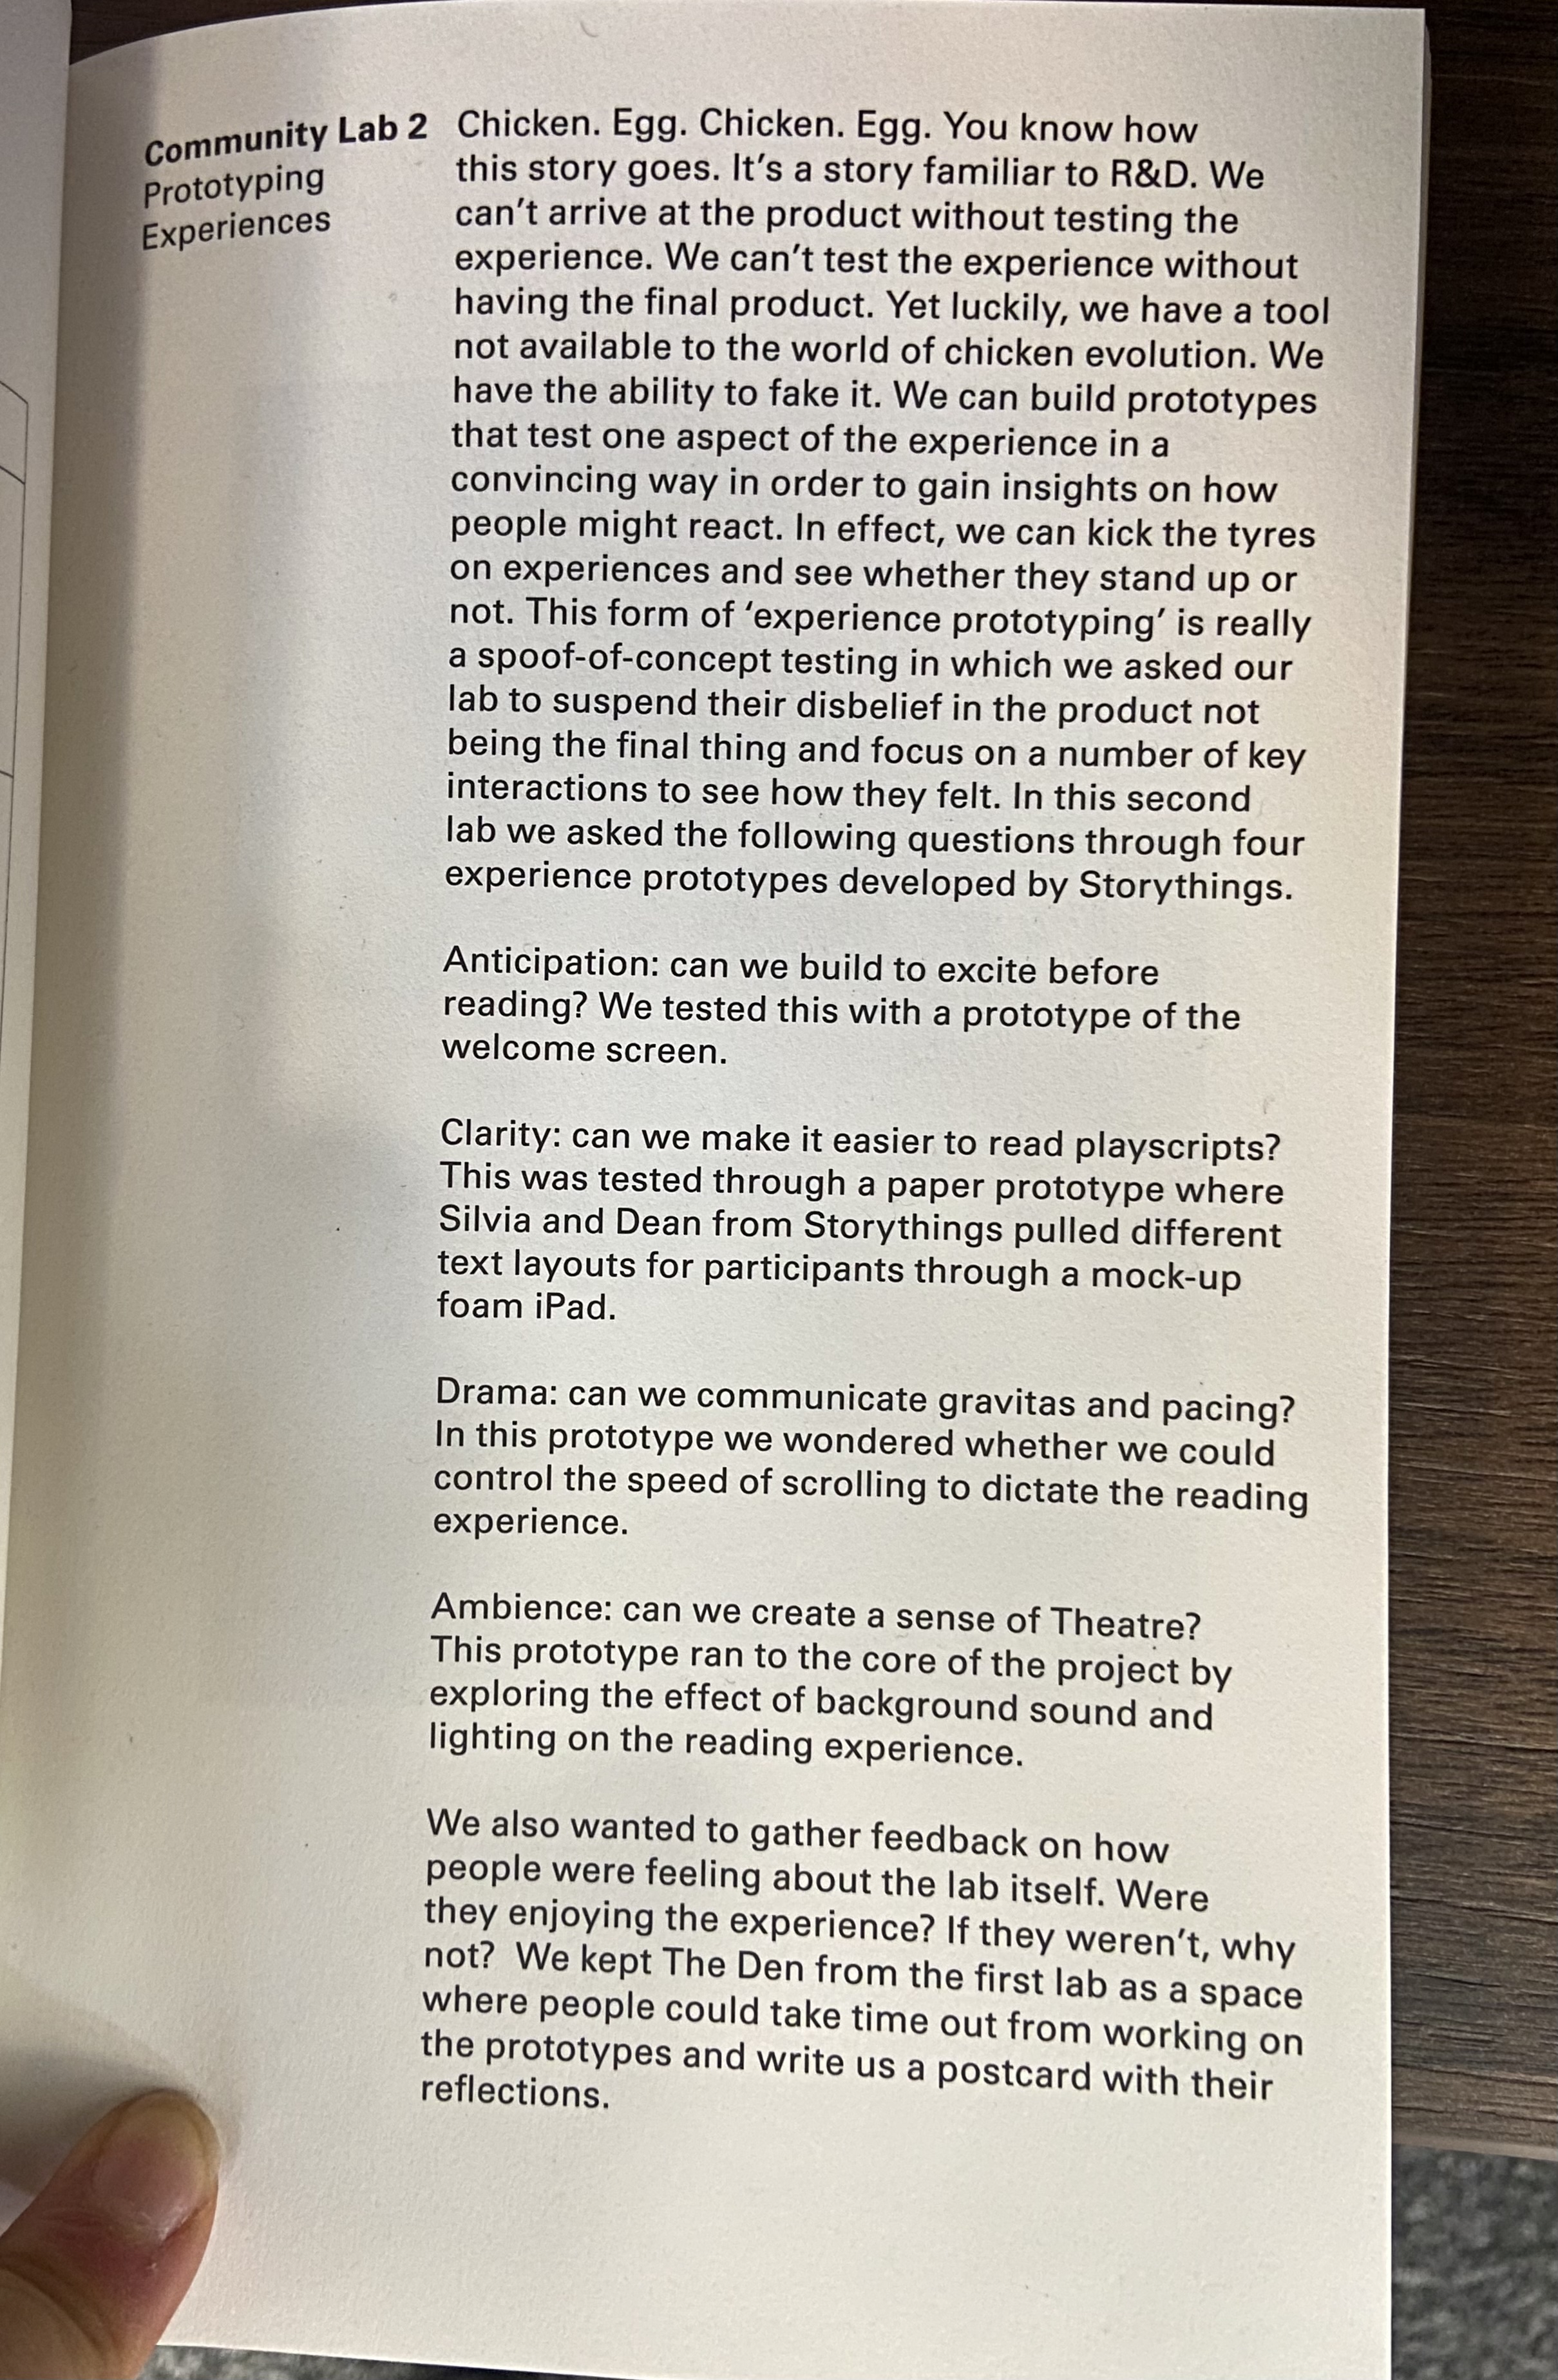 Community Lab 2
Prototyping
Experiences
Chicken. Egg. Chicken. Egg. You know how
this story goes. It’s a story familiar to R&D. We
can’t arrive at the product without testing the
experience. We can’t test the experience without
having the final product. Yet luckily, we have a tool
not available to the world of chicken evolution. We
have the ability to fake it. We can build prototypes
that test one aspect of the experience in a
convincing way in order to gain insights on how
people might react. In effect, we can kick the tyres
on experiences and see whether they stand up or
not. This form of ‘experience prototyping’ is really
a spoof-of-concept testing in which we asked our
lab to suspend their disbelief in the product not
being the final thing and focus on a number of key
interactions to see how they felt. In this second
lab we asked the following questions through four
experience prototypes developed by Storythings.
Anticipation: can we build to excite before
reading? We tested this with a prototype of the
welcome screen.
Clarity: can we make it easier to read playscripts?
This was tested through a paper prototype where
Silvia and Dean from Storythings pulled different
text layouts for participants through a mock-up
foam iPad.
Drama: can we communicate gravitas and pacing?
In this prototype we wondered whether we could
control the speed of scrolling to dictate the reading
experience.
Ambience: can we create a sense of Theatre?
This prototype ran to the core of the project by
exploring the effect of background sound and
lighting on the reading experience.
We also wanted to gather feedback on how
people were feeling about the lab itself. Were
they enjoying the experience? If they weren’t, why
not?  We kept The Den from the first lab as a space
where people could take time out from working on
the prototypes and write us a postcard with their
reflections.